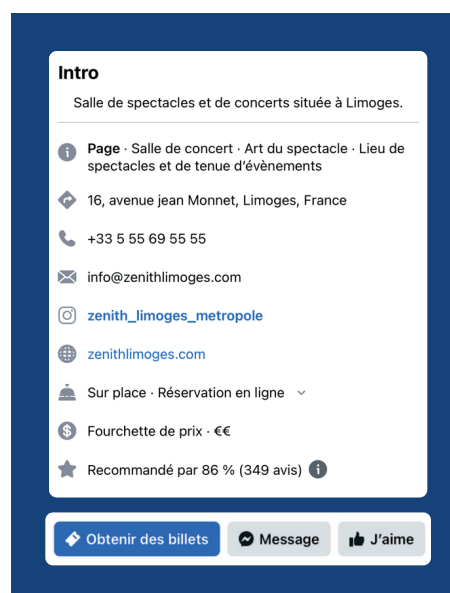 Intro
Salle de spectacles et de concerts située à Limoges.
Page · Salle de concert · Art du spectacle · Lieu de
spectacles et de tenue d'évènements
16, avenue jean Monnet, Limoges, France
+33 5 55 69 55 55
info@zenithlimoges.com
zenith_limoges_metropole
zenithlimoges.com
Sur place · Réservation en ligne
Fourchette de prix · €€
Recommandé par 86 % (349 avis)
Obtenir des billets Message J'aime